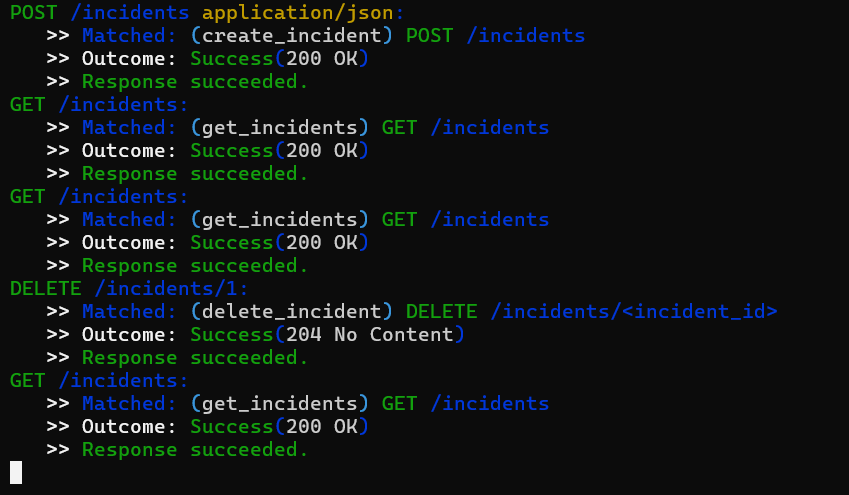 POST /incidents application/json:
   >> Matched: (create_incident) POST /incidents
   >> Outcome: Success(200 OK)
   >> Response succeeded.
GET /incidents:
   >> Matched: (get_incidents) GET /incidents
   >> Outcome: Success(200 OK)
   >> Response succeeded.
GET /incidents:
   >> Matched: (get_incidents) GET /incidents
   >> Outcome: Success(200 OK)
   >> Response succeeded.
DELETE /incidents/1:
   >> Matched: (delete_incident) DELETE /incidents/<incident_id>
   >> Outcome: Success(204 No Content)
   >> Response succeeded.
GET /incidents:
   >> Matched: (get_incidents) GET /incidents
   >> Outcome: Success(200 OK)
   >> Response succeeded.